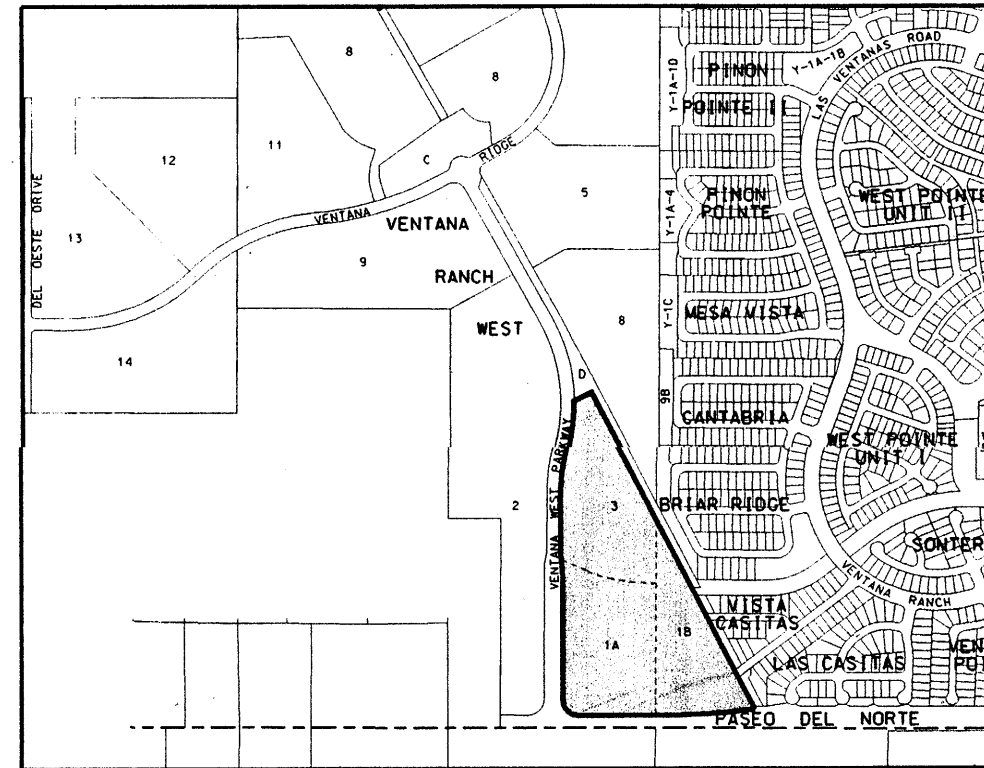 8
8
12
11
C
RIDGE
5
DEL OESTE DRIVE
13
VENTANA
VENTANA
9
RANCH
WEST
8
14
D
2
VENTANA WEST PARKWAY
3
1A
1B
Y-1A-1D
PINON
POINTE II
Y-1A-1B
LAS VENTANAS ROAD
Y-1A-4
PINON
POINTE
WEST POINTE
UNIT II
Y-1C
MESA VISTA
9B
CANTABRIA
WEST POINTE
UNIT I
BRIAR RIDGE
SONTER
VENTANA RANCH
VISTA
CASITAS
LAS CASITAS
VEN
PO
PASEO DEL NORTE